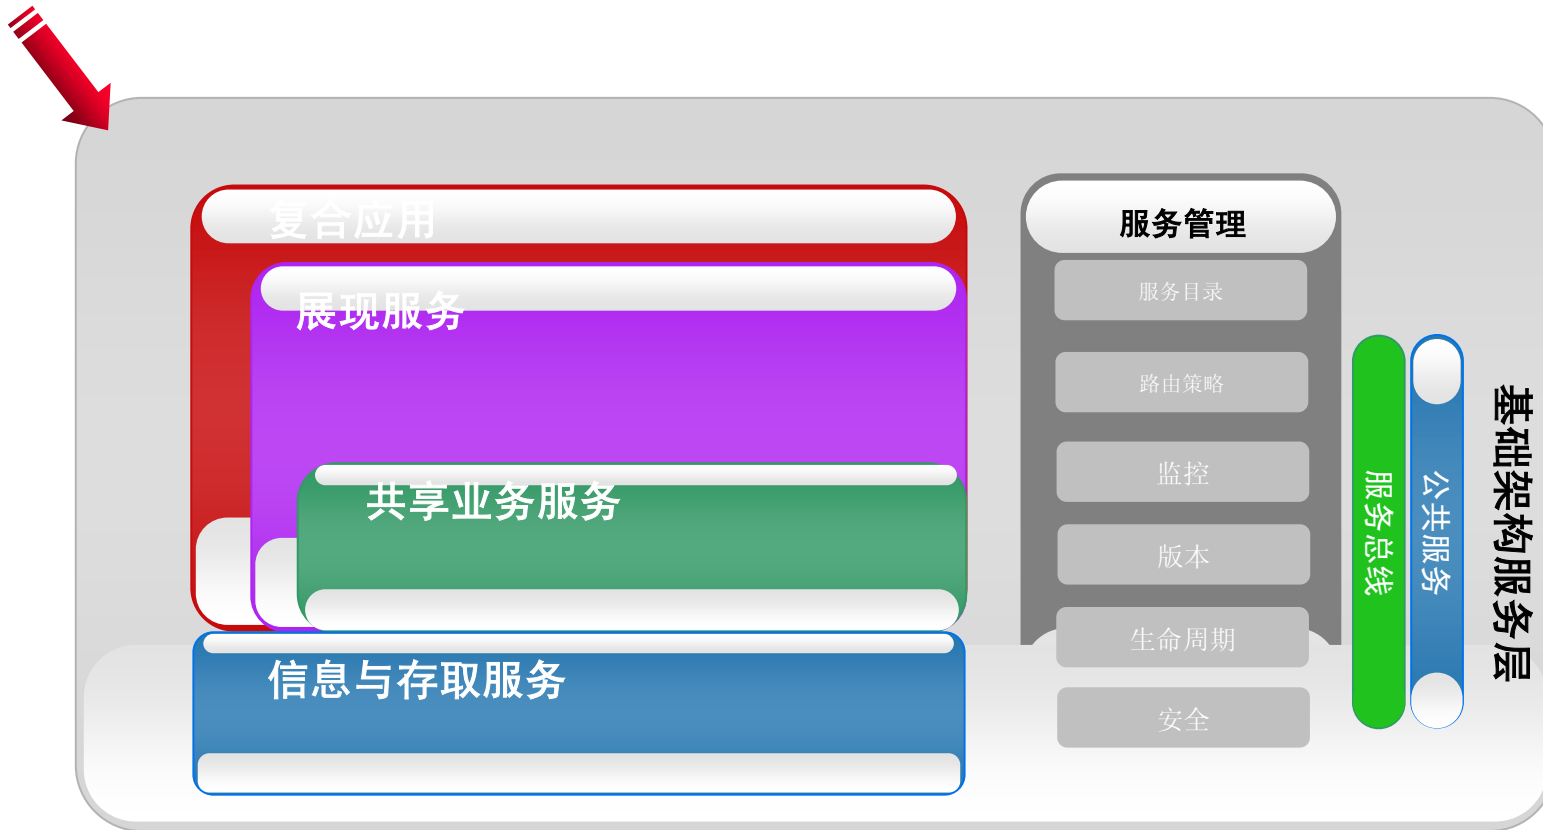 复合应用
展现服务
共享业务服务
信息与存取服务
服务管理
服务目录
路由策略
监控
版本
生命周期
安全
服务总线
公共服务
基础架构服务层